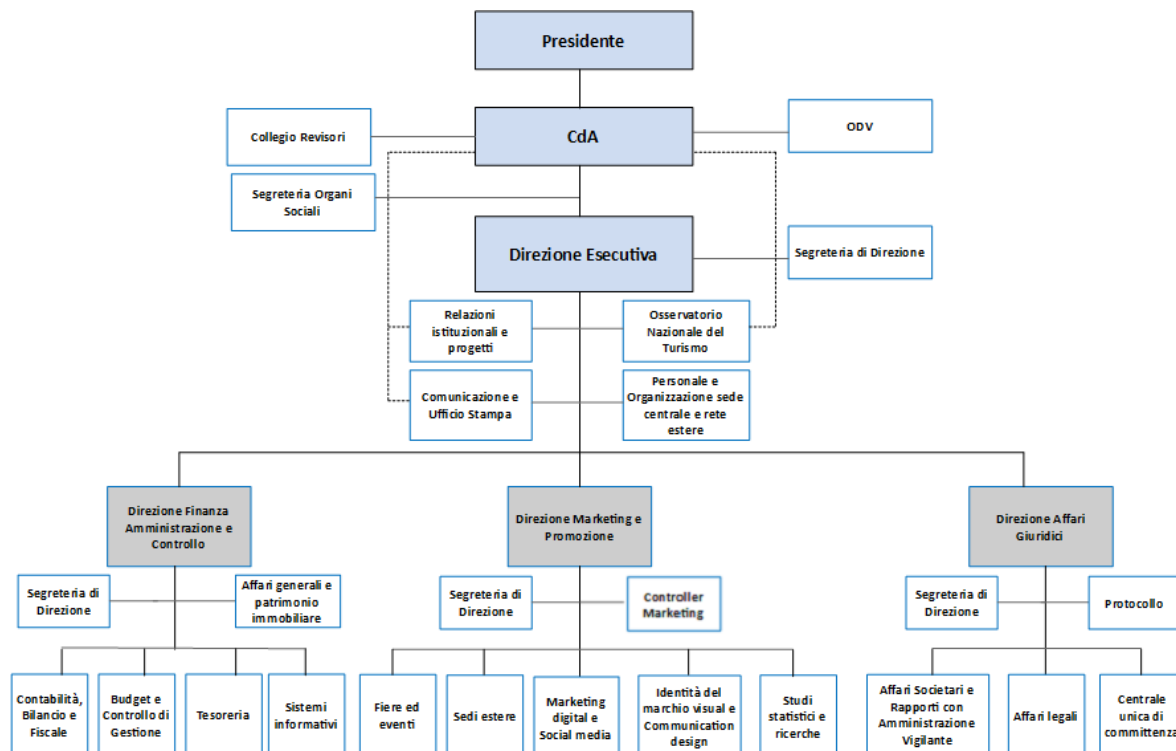 Presidente
Collegio Revisori
CdA
ODV
Segreteria Organi
Sociali
Direzione Esecutiva
Segreteria di Direzione
Relazioni
istituzionali e
progetti
Osservatorio
Nazionale del
Turismo
Comunicazione e
Ufficio Stampa
Personale e
Organizzazione sede
centrale e rete
estere
Direzione Finanza
Amministrazione e
Controllo
Direzione Marketing e
Promozione
Direzione Affari
Giuridici
Segreteria di
Direzione
Affari generali e
patrimonio
immobiliare
Segreteria di
Direzione
Controller
Marketing
Segreteria di
Direzione
Protocollo
Contabilità,
Bilancio e
Fiscale
Budget e
Controllo di
Gestione
Tesoreria
Sistemi
informativi
Fiere ed
eventi
Sedi estere
Marketing
digital e
Social media
Identità del
marchio visual e
Communication
design
Studi
statistici e
ricerche
Affari Societari e
Rapporti con
Amministrazione
Vigilante
Affari legali
Centrale
unica di
committenza